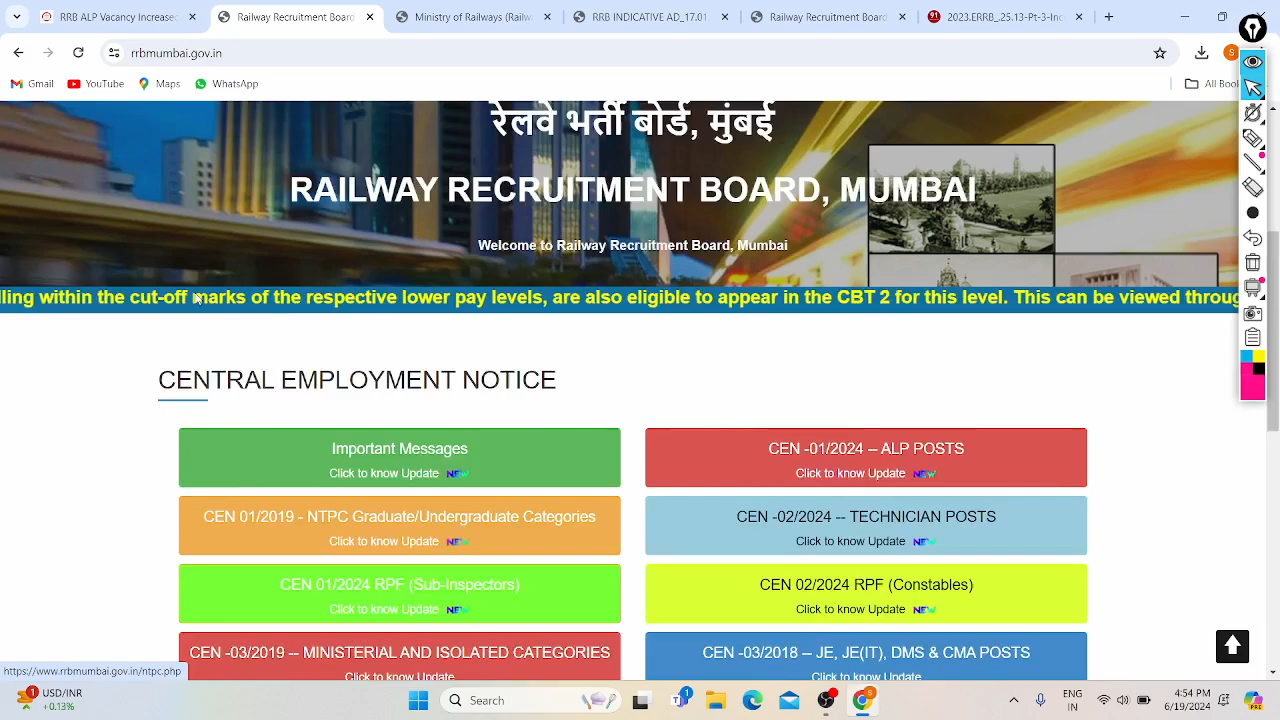 ALP Vacancy Increase
Railway Recruitment Board
Ministry of Railways (Railw
RRB INDICATIVE AD_17.01
Railway Recruitment Board
2023.ERRB_25.13-Pt-3-Inc
rrbmumbai.gov.in
Gmail
YouTube
Maps
WhatsApp
All Book
रेलवे भर्ती बोर्ड, मुंबई
RAILWAY RECRUITMENT BOARD, MUMBAI
Welcome to Railway Recruitment Board, Mumbai
lling within the cut-off marks of the respective lower pay levels, are also eligible to appear in the CBT 2 for this level. This can be viewed throug
CENTRAL EMPLOYMENT NOTICE
Important Messages
Click to know Update NEW
CEN -01/2024 -- ALP POSTS
Click to know Update NEW
CEN 01/2019 - NTPC Graduate/Undergraduate Categories
Click to know Update NEW
CEN -02/2024 -- TECHNICIAN POSTS
Click to know Update NEW
CEN 01/2024 RPF (Sub-Inspectors)
Click to know Update NEW
CEN 02/2024 RPF (Constables)
Click to know Update NEW
CEN -03/2019 -- MINISTERIAL AND ISOLATED CATEGORIES
Click to know Update
CEN -03/2018 -- JE, JE(IT), DMS & CMA POSTS
Click to know Update
https://www.rrbmumbai.gov.in/ntpc.php
USD/INR
+0.13%
Search
ENG
IN
4:54 PM
6/19/2024